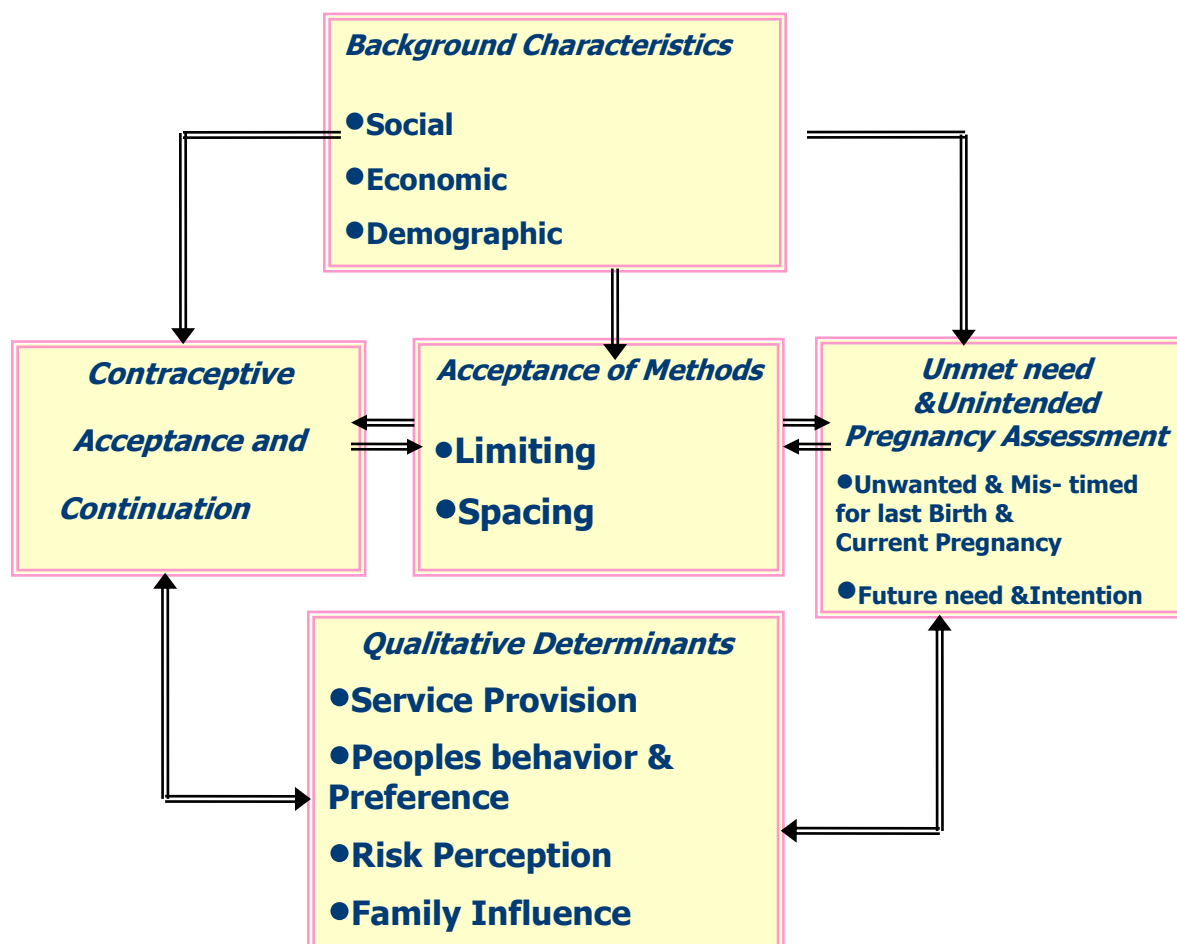 Background Characteristics
●Social
●Economic
●Demographic
Contraceptive
Acceptance and
Continuation
Acceptance of Methods
●Limiting
●Spacing
Unmet need
&Unintended
Pregnancy Assessment
●Unwanted & Mis- timed
for last Birth &
Current Pregnancy
●Future need &Intention
Qualitative Determinants
●Service Provision
●Peoples behavior &
Preference
●Risk Perception
●Family Influence